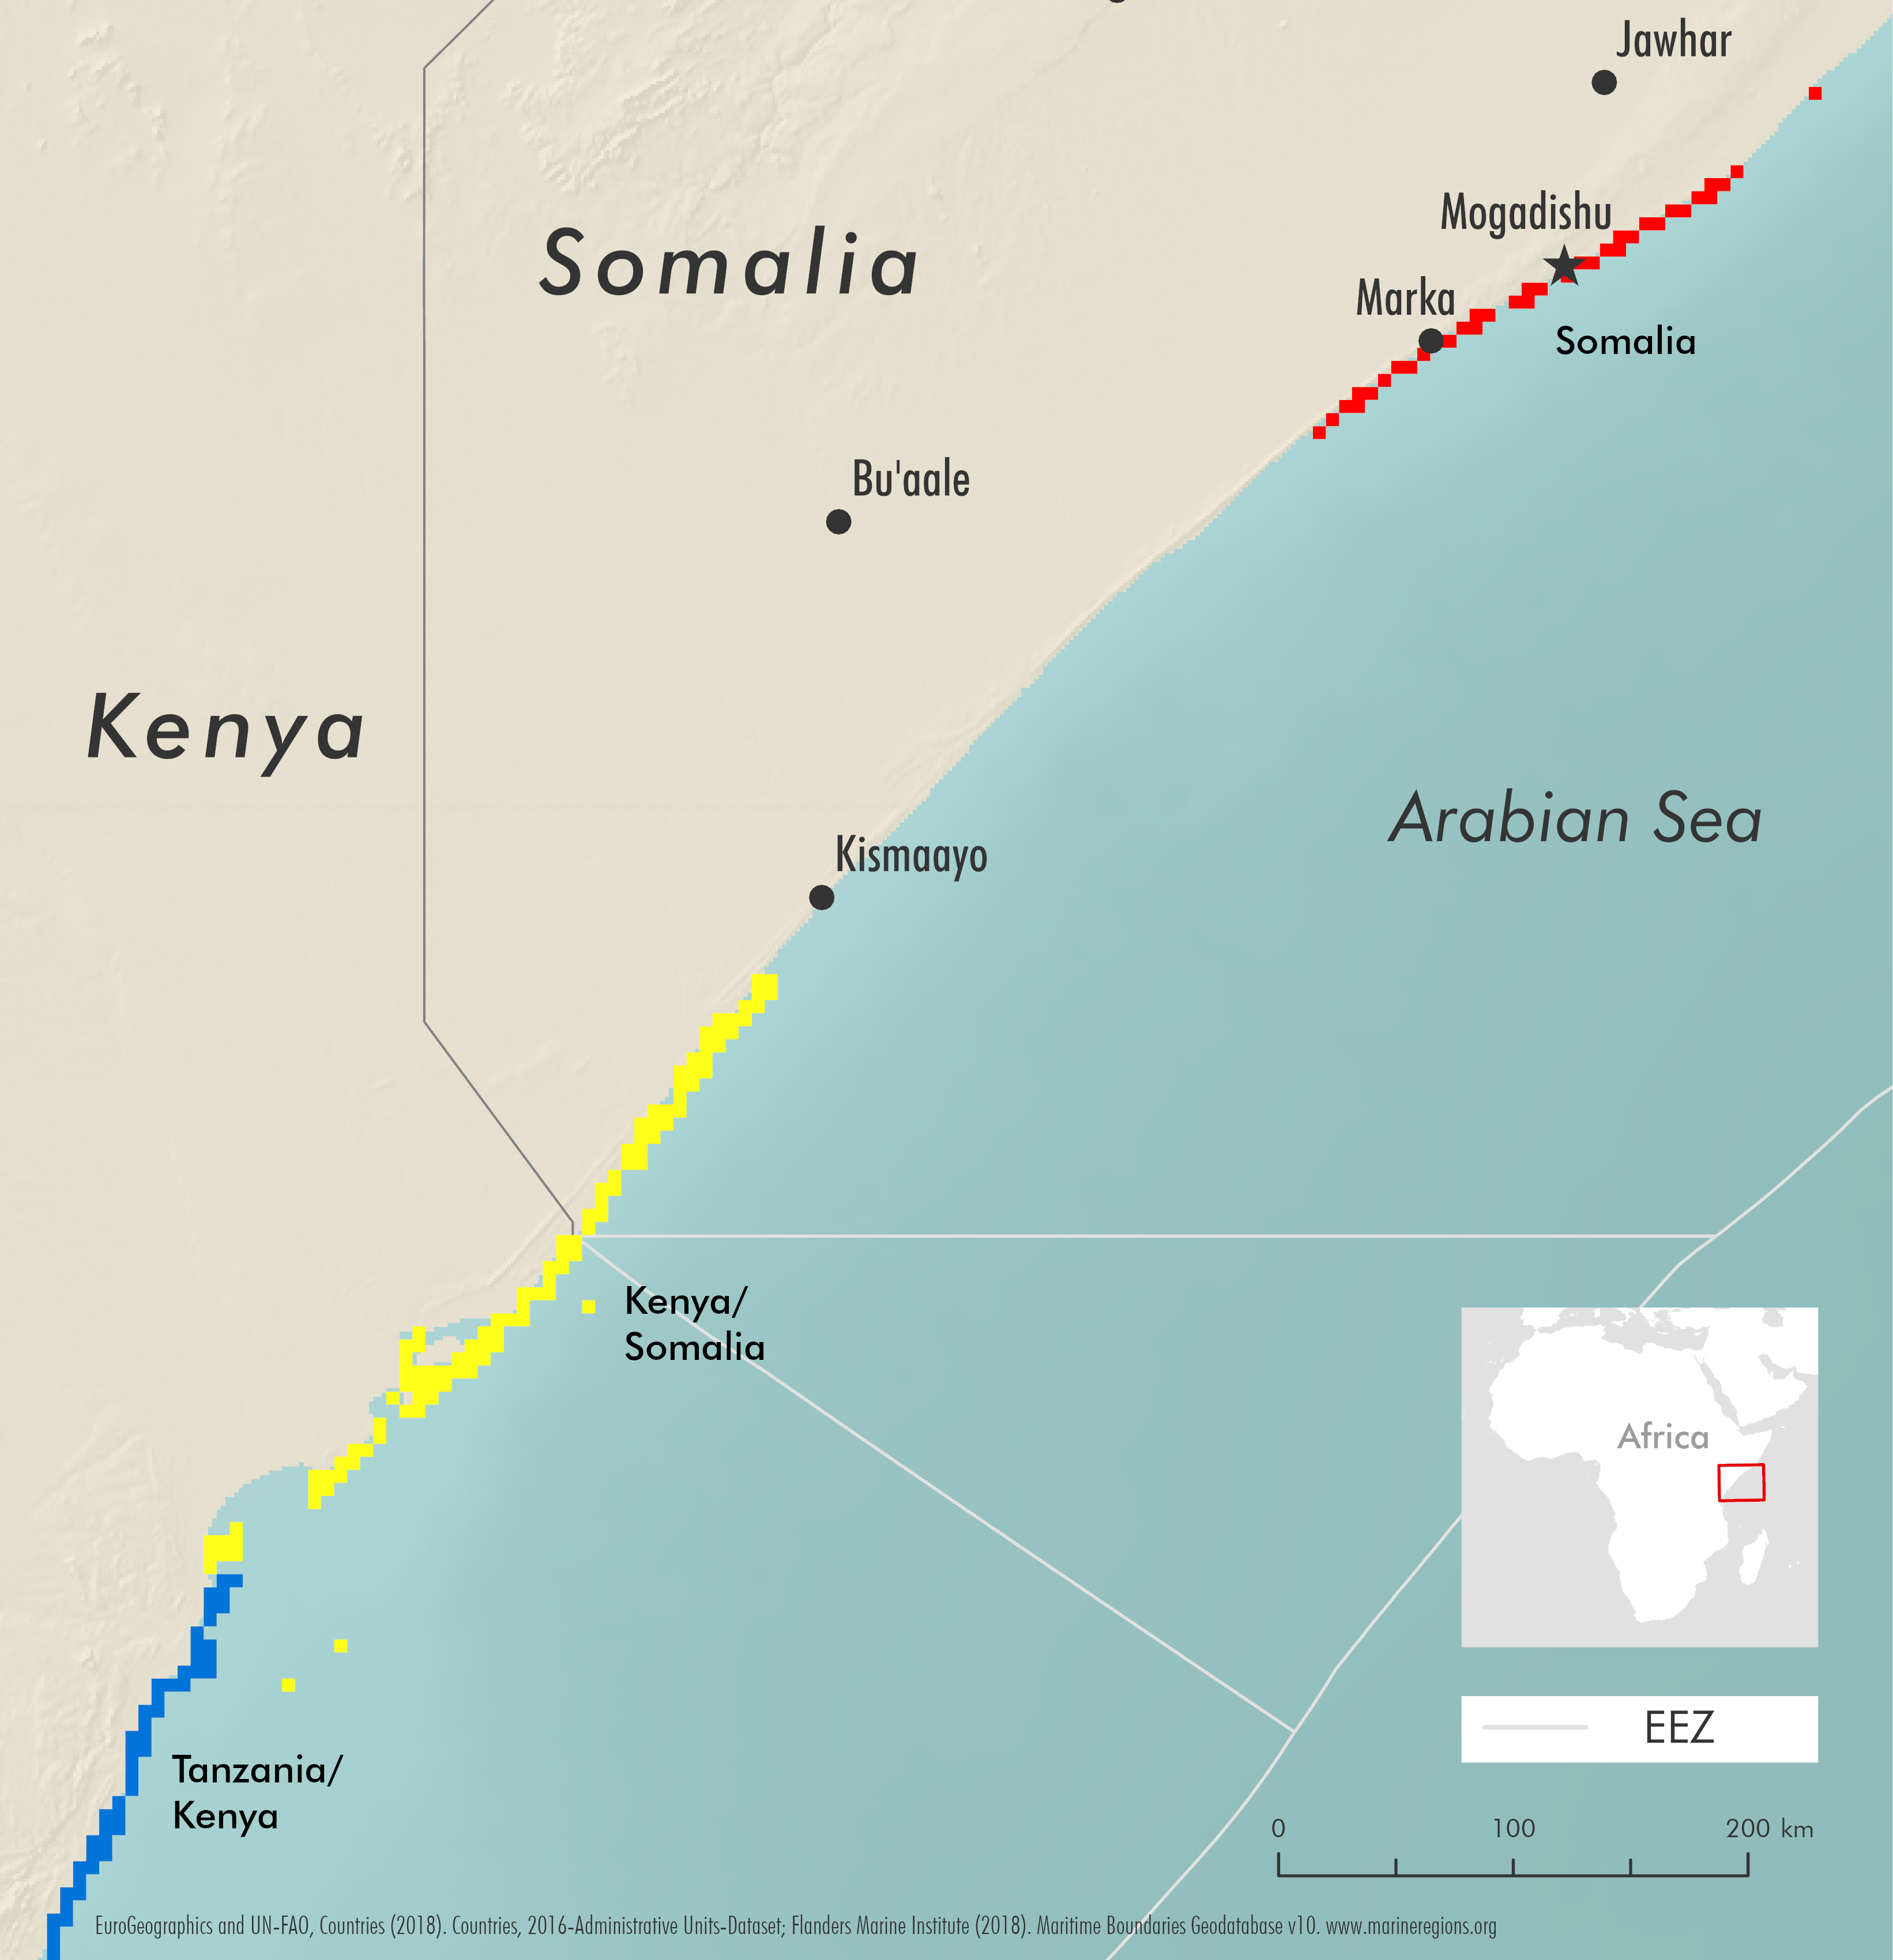 Jawhar
Mogadishu
Somalia
Marka
Somalia
Bu'aale
Kenya
Arabian Sea
Kismaayo
Kenya/
Somalia
Africa
EEZ
Tanzania/
Kenya
0 100 200 km
EuroGeographics and UN-FAO, Countries (2018). Countries, 2016-Administrative Units-Dataset; Flanders Marine Institute (2018). Maritime Boundaries Geodatabase v10. www.marineregions.org